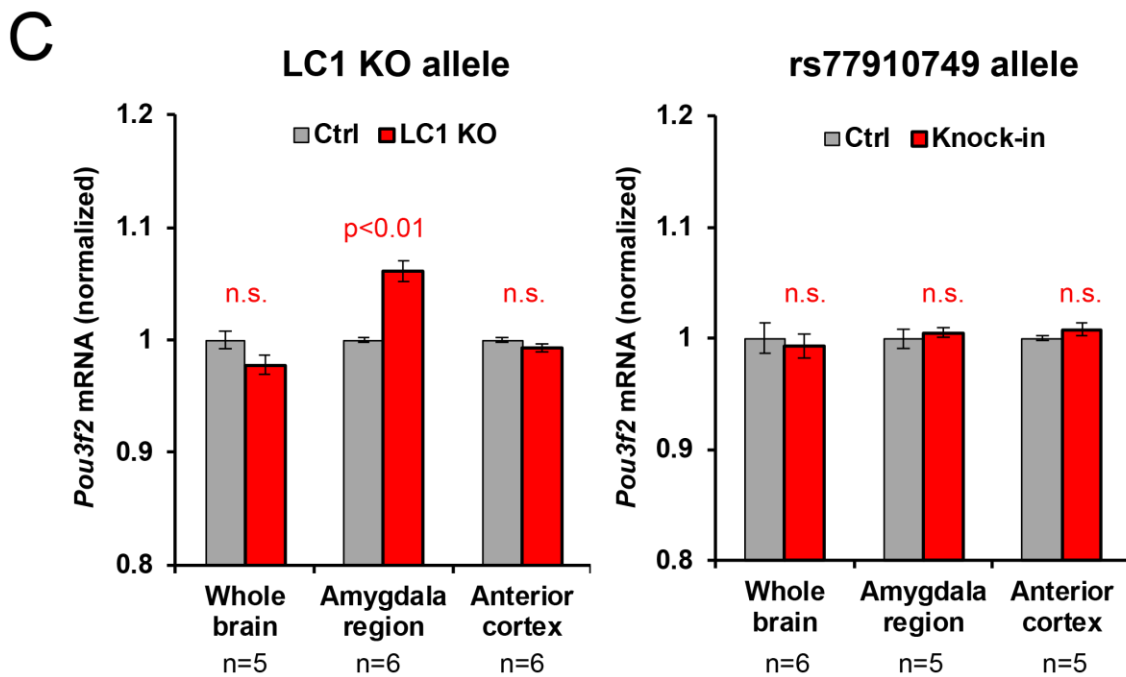 C
LC1 KO allele
Pou3f2 mRNA (normalized)
1.2
1.1
1
0.9
0.8
Ctrl LC1 KO
n.s.
p<0.01
n.s.
Whole brain
Amygdala region
Anterior cortex
n=5
n=6
n=6
rs77910749 allele
Pou3f2 mRNA (normalized)
1.2
1.1
1
0.9
0.8
Ctrl Knock-in
n.s.
n.s.
n.s.
Whole brain
Amygdala region
Anterior cortex
n=6
n=5
n=5